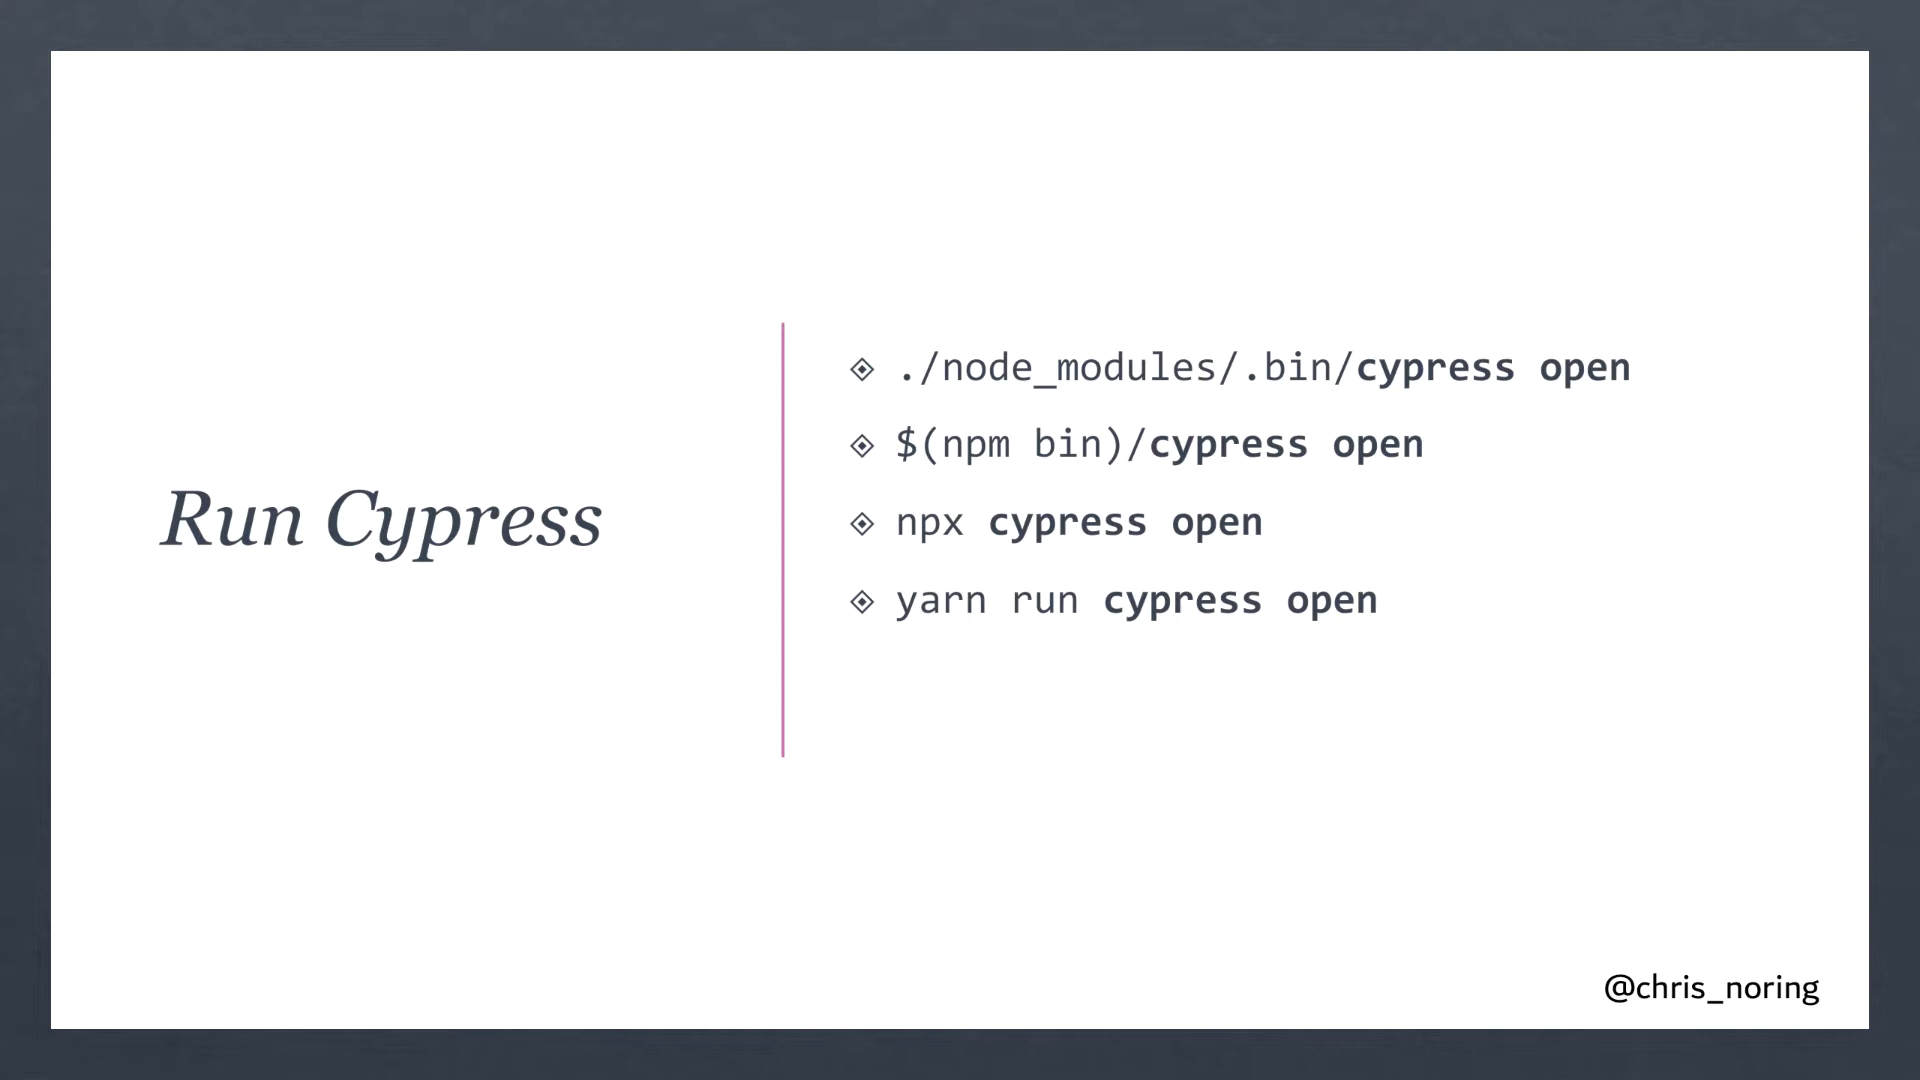 Run Cypress
./node_modules/.bin/cypress open
$(npm bin)/cypress open
npx cypress open
yarn run cypress open
@chris_noring